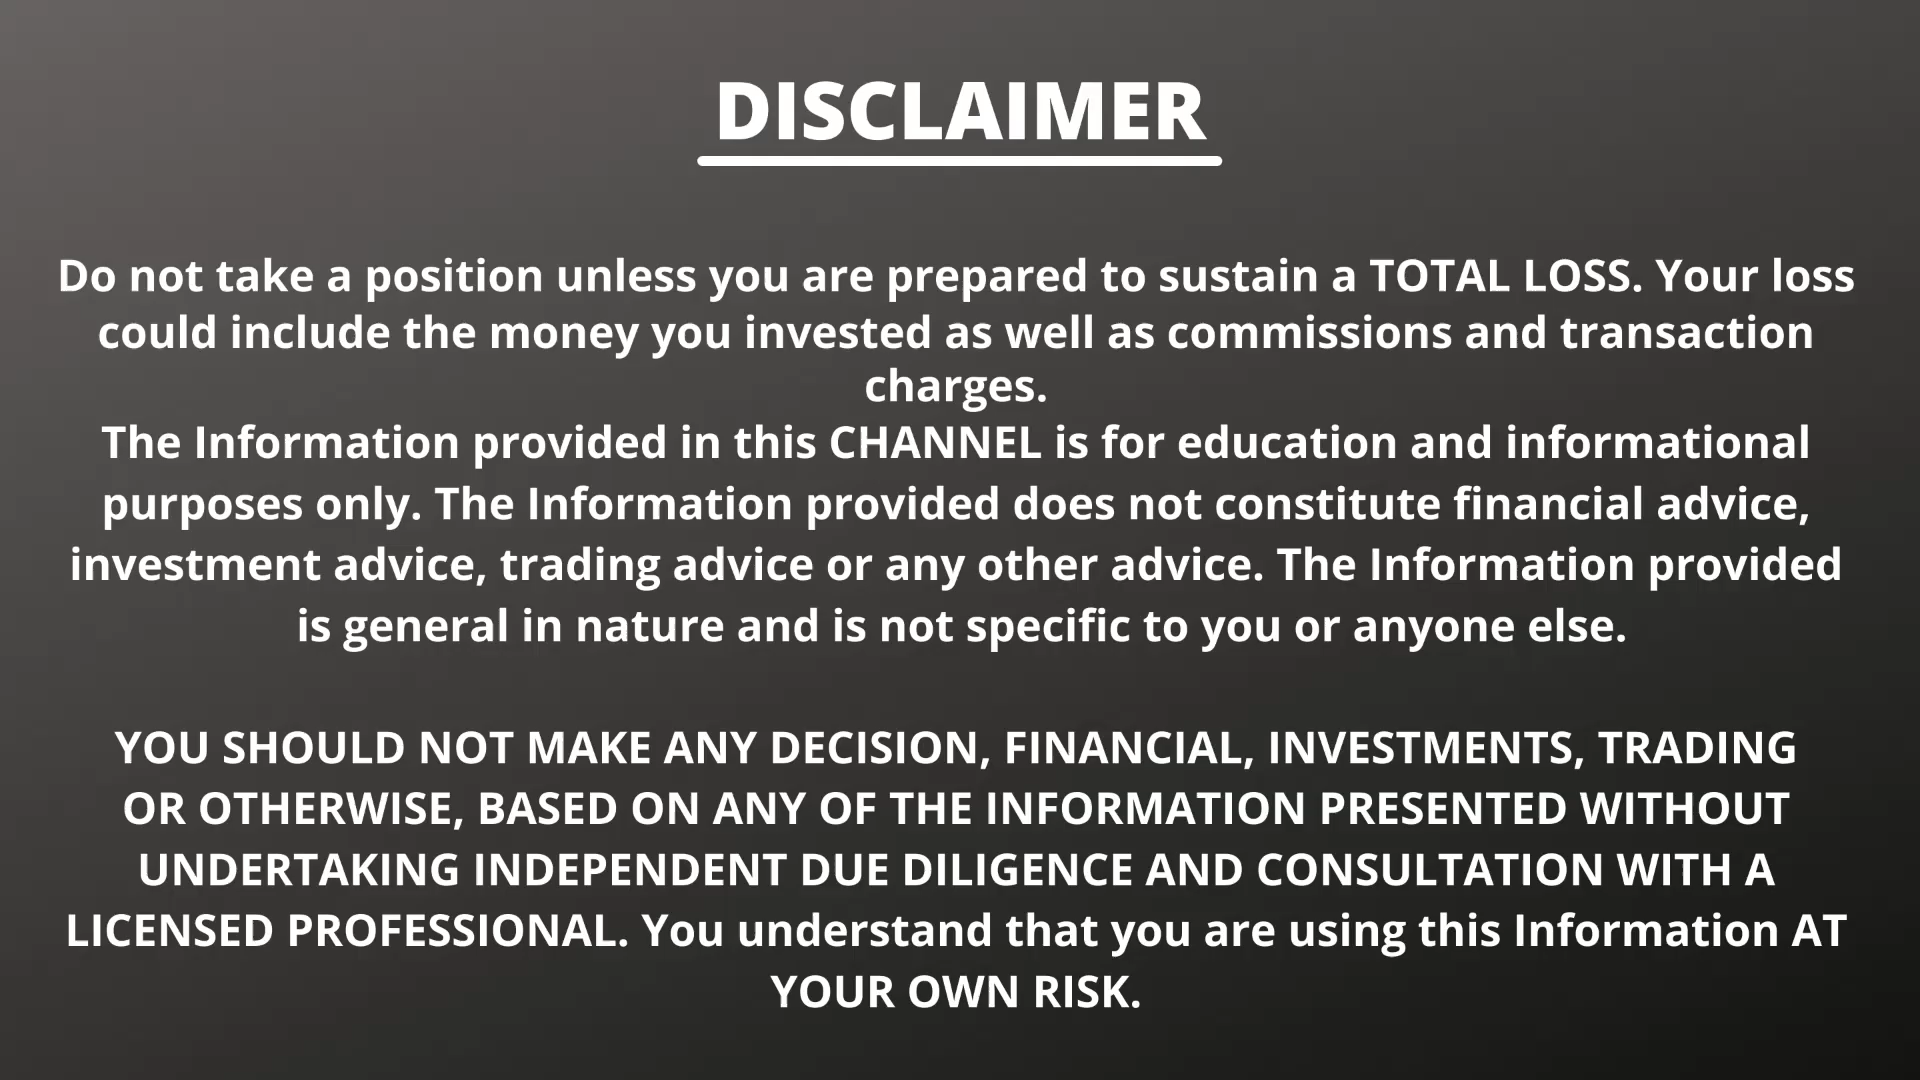 DISCLAIMER
Do not take a position unless you are prepared to sustain a TOTAL LOSS. Your loss
could include the money you invested as well as commissions and transaction
charges.
The Information provided in this CHANNEL is for education and informational
purposes only. The Information provided does not constitute financial advice,
investment advice, trading advice or any other advice. The Information provided
is general in nature and is not specific to you or anyone else.
YOU SHOULD NOT MAKE ANY DECISION, FINANCIAL, INVESTMENTS, TRADING
OR OTHERWISE, BASED ON ANY OF THE INFORMATION PRESENTED WITHOUT
UNDERTAKING INDEPENDENT DUE DILIGENCE AND CONSULTATION WITH A
LICENSED PROFESSIONAL. You understand that you are using this Information AT
YOUR OWN RISK.